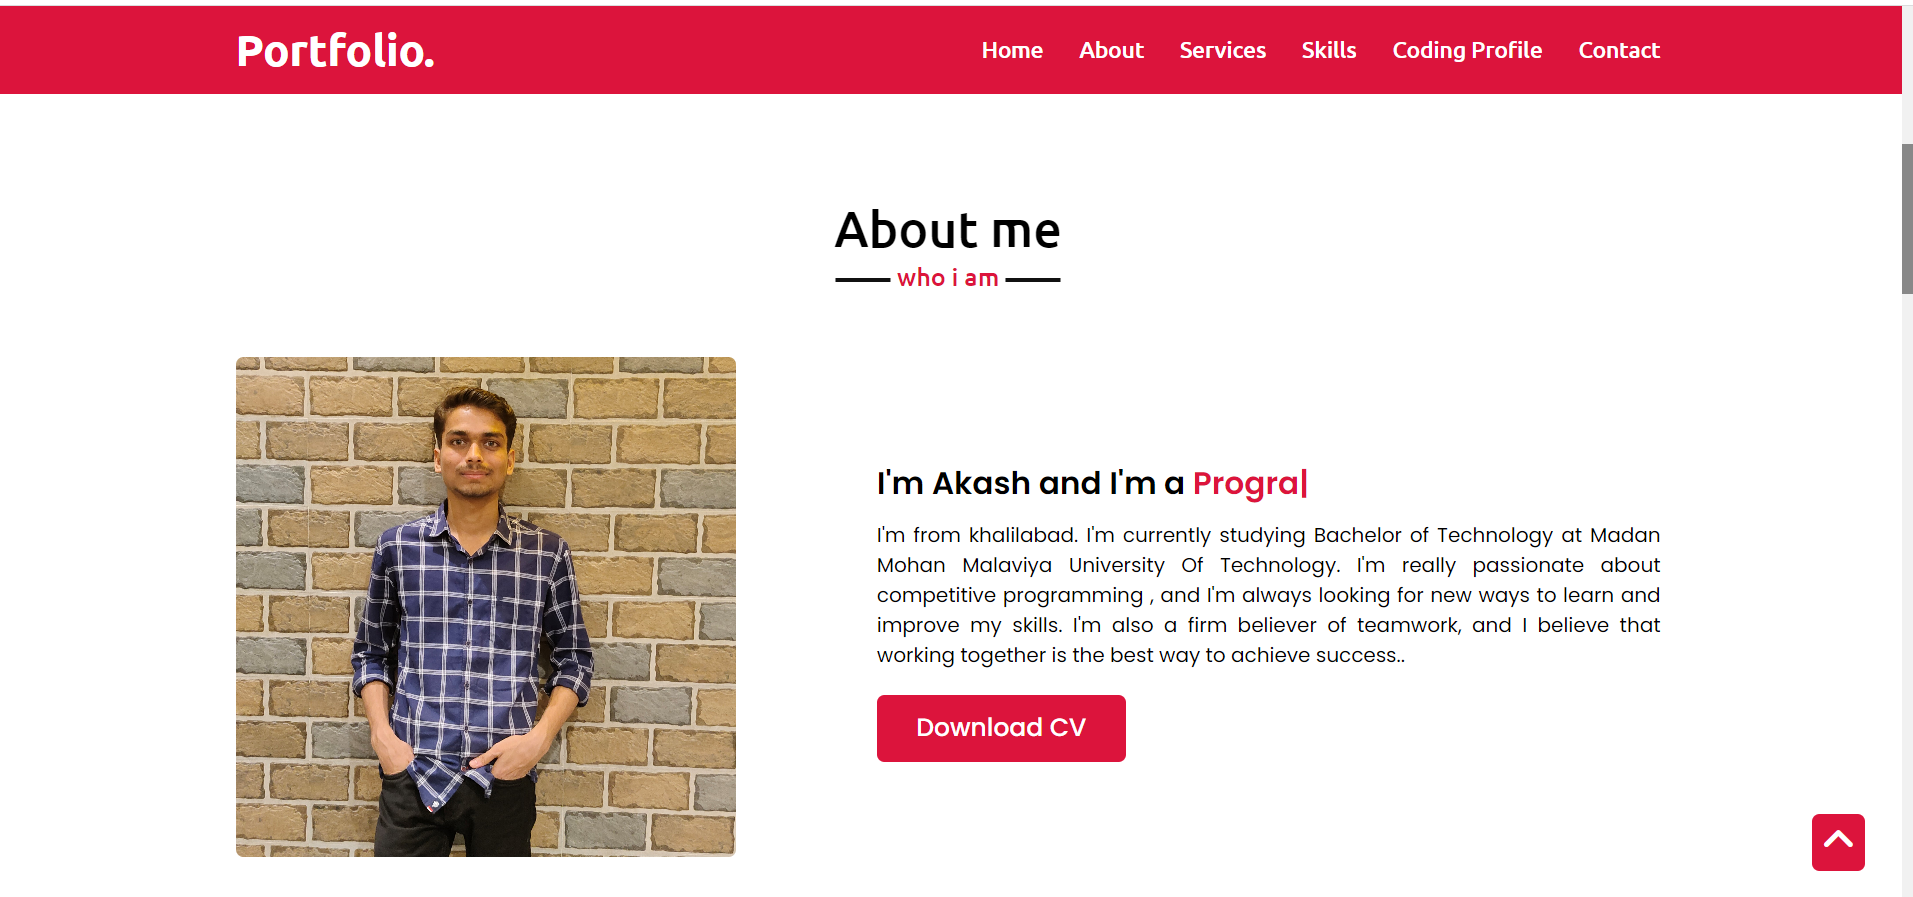 Portfolio.
Home About Services Skills Coding Profile Contact
About me
who i am
I'm Akash and I'm a Progra|
I'm from khalilabad. I'm currently studying Bachelor of Technology at Madan
Mohan Malaviya University Of Technology. I'm really passionate about
competitive programming , and I'm always looking for new ways to learn and
improve my skills. I'm also a firm believer of teamwork, and I believe that
working together is the best way to achieve success..
Download CV